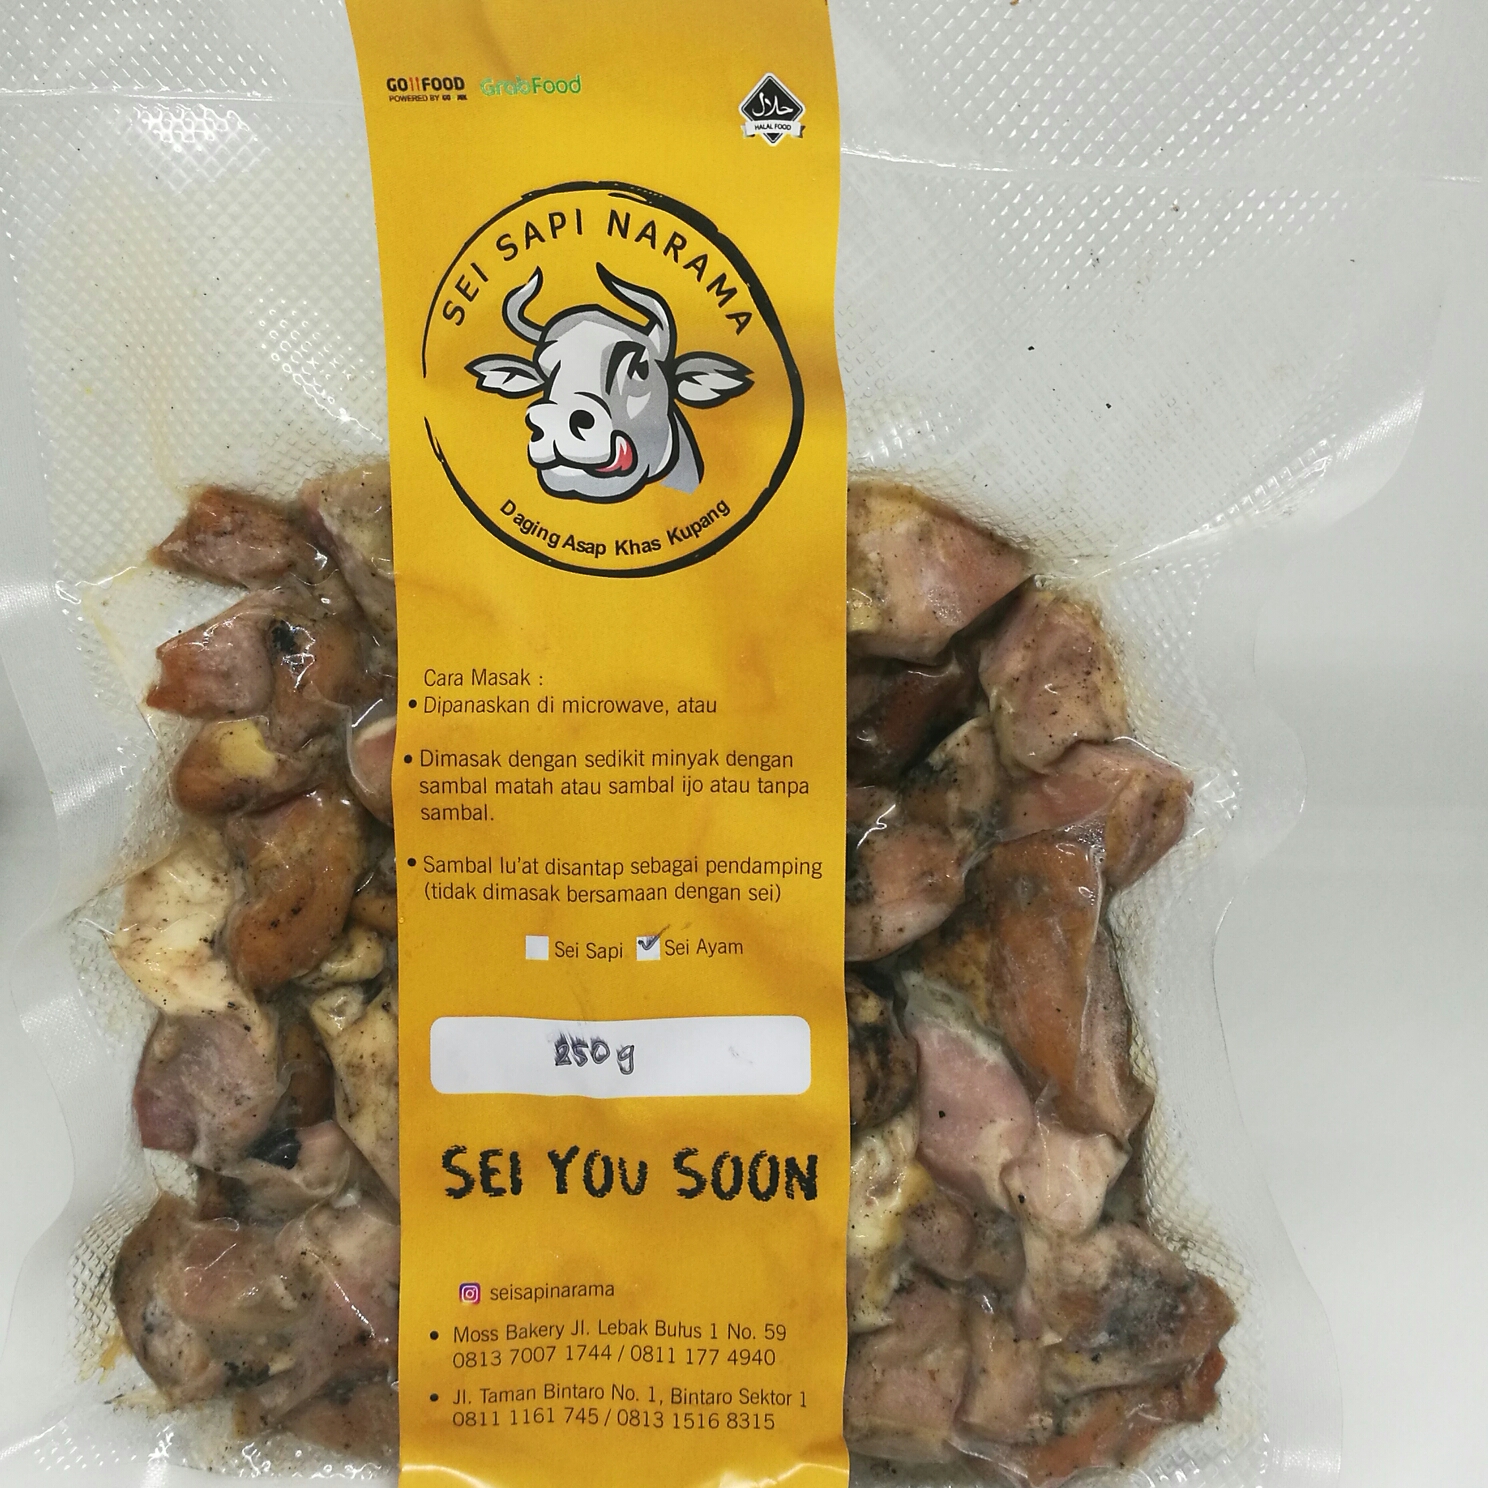 GO FOOD GrabFood
POWERED BY GO JEK
حلال
HALAL FOOD
SEI SAPI NARAMA
Daging Asap Khas Kupang
Cara Masak :
• Dipanaskan di microwave, atau
• Dimasak dengan sedikit minyak dengan
sambal matah atau sambal ijo atau tanpa
sambal.
• Sambal lu'at disantap sebagai pendamping
(tidak dimasak bersamaan dengan sei)
Sei Sapi Sei Ayam
250g
SEI YOU SOON
seisapinarama
• Moss Bakery Jl. Lebak Bulus 1 No. 59
0813 7007 1744 / 0811 177 4940
• Jl. Taman Bintaro No. 1, Bintaro Sektor 1
0811 1161 745 / 0813 1516 8315